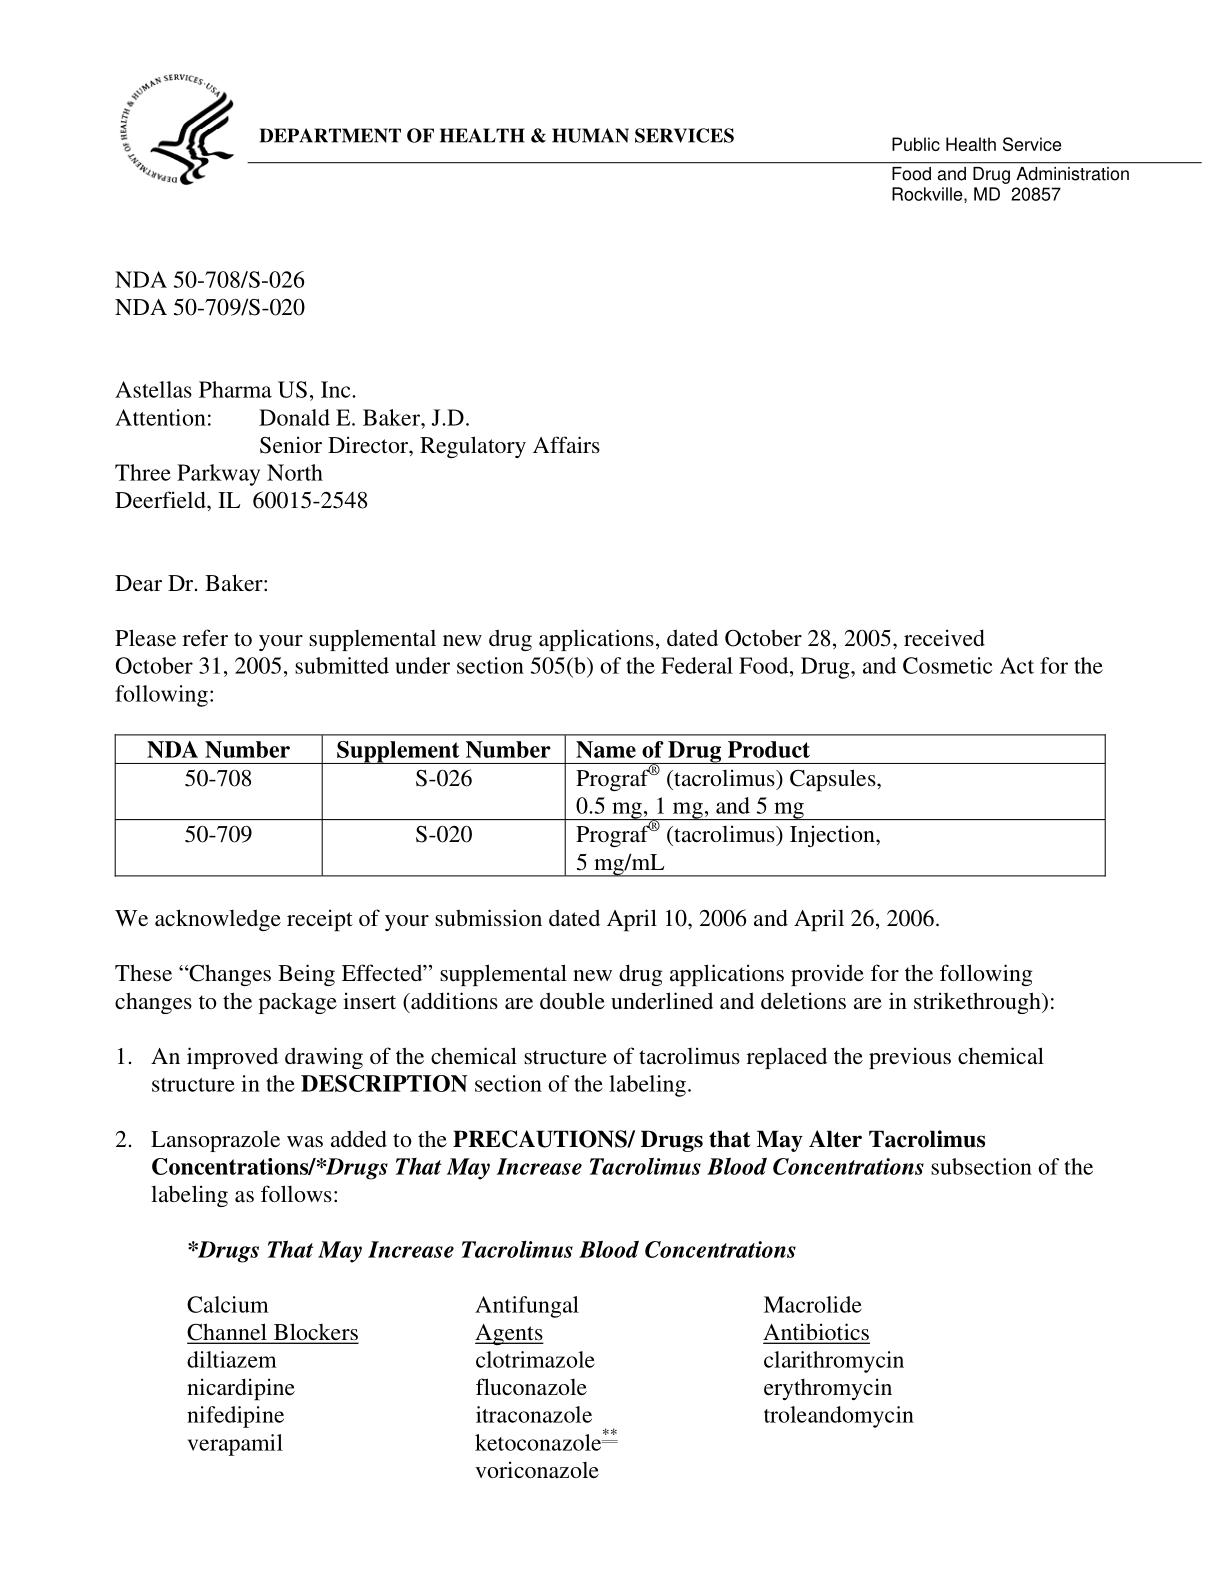 DEPARTMENT OF HEALTH & HUMAN SERVICES·USA
DEPARTMENT OF HEALTH & HUMAN SERVICES
Public Health Service
Food and Drug Administration
Rockville, MD 20857
NDA 50-708/S-026
NDA 50-709/S-020
Astellas Pharma US, Inc.
Attention: Donald E. Baker, J.D.
Senior Director, Regulatory Affairs
Three Parkway North
Deerfield, IL 60015-2548
Dear Dr. Baker:
Please refer to your supplemental new drug applications, dated October 28, 2005, received
October 31, 2005, submitted under section 505(b) of the Federal Food, Drug, and Cosmetic Act for the
following:
NDA Number Supplement Number Name of Drug Product
50-708 S-026 Prograf® (tacrolimus) Capsules,
0.5 mg, 1 mg, and 5 mg
50-709 S-020 Prograf® (tacrolimus) Injection,
5 mg/mL
We acknowledge receipt of your submission dated April 10, 2006 and April 26, 2006.
These “Changes Being Effected” supplemental new drug applications provide for the following
changes to the package insert (additions are double underlined and deletions are in strikethrough):
1. An improved drawing of the chemical structure of tacrolimus replaced the previous chemical
structure in the DESCRIPTION section of the labeling.
2. Lansoprazole was added to the PRECAUTIONS/ Drugs that May Alter Tacrolimus
Concentrations/*Drugs That May Increase Tacrolimus Blood Concentrations subsection of the
labeling as follows:
*Drugs That May Increase Tacrolimus Blood Concentrations
Calcium Antifungal Macrolide
Channel Blockers Agents Antibiotics
diltiazem clotrimazole clarithromycin
nicardipine fluconazole erythromycin
nifedipine itraconazole troleandomycin
verapamil ketoconazole**
voriconazole